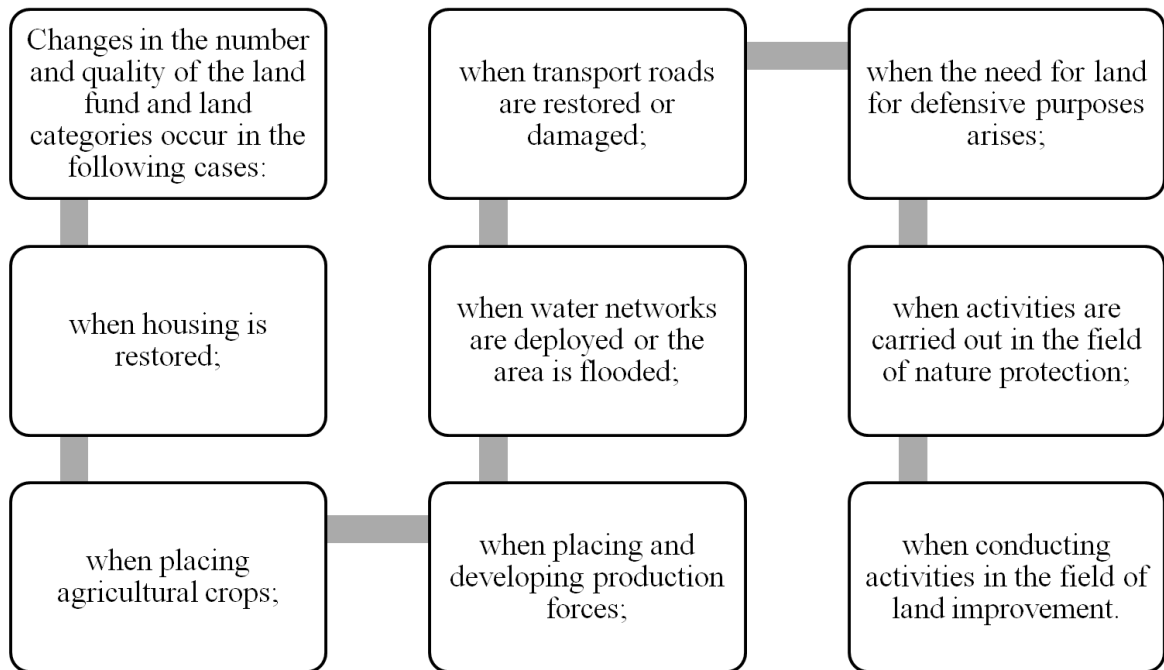 Changes in the number
and quality of the land
fund and land
categories occur in the
following cases:
when housing is
restored;
when placing
agricultural crops;
when placing and
developing production
forces;
when water networks
are deployed or the
area is flooded;
when transport roads
are restored or
damaged;
when the need for land
for defensive purposes
arises;
when activities are
carried out in the field
of nature protection;
when conducting
activities in the field of
land improvement.